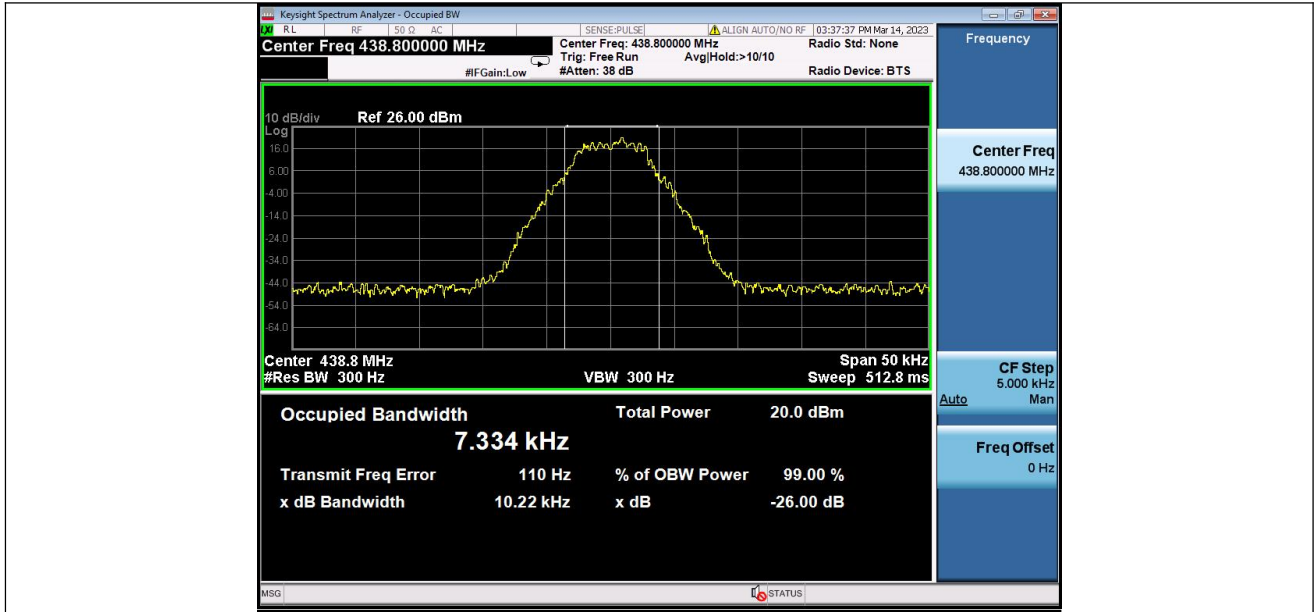 Keysight Spectrum Analyzer - Occupied BW
LXI RL RF 50 Ω AC SENSE:PULSE ALIGN AUTO/NO RF 03:37:37 PM Mar 14, 2023
Center Freq 438.800000 MHz
Center Freq: 438.800000 MHz Radio Std: None
Trig: Free Run Avg|Hold:>10/10
#IFGain:Low #Atten: 38 dB Radio Device: BTS
10 dB/div Ref 26.00 dBm
Log
16.0
6.00
-4.00
-14.0
-24.0
-34.0
-44.0
-54.0
-64.0
Center 438.8 MHz Span 50 kHz
#Res BW 300 Hz VBW 300 Hz Sweep 512.8 ms
Occupied Bandwidth Total Power 20.0 dBm
7.334 kHz
Transmit Freq Error 110 Hz % of OBW Power 99.00 %
x dB Bandwidth 10.22 kHz x dB -26.00 dB
MSG STATUS
Frequency
Center Freq
438.800000 MHz
CF Step
5.000 kHz
Auto Man
Freq Offset
0 Hz